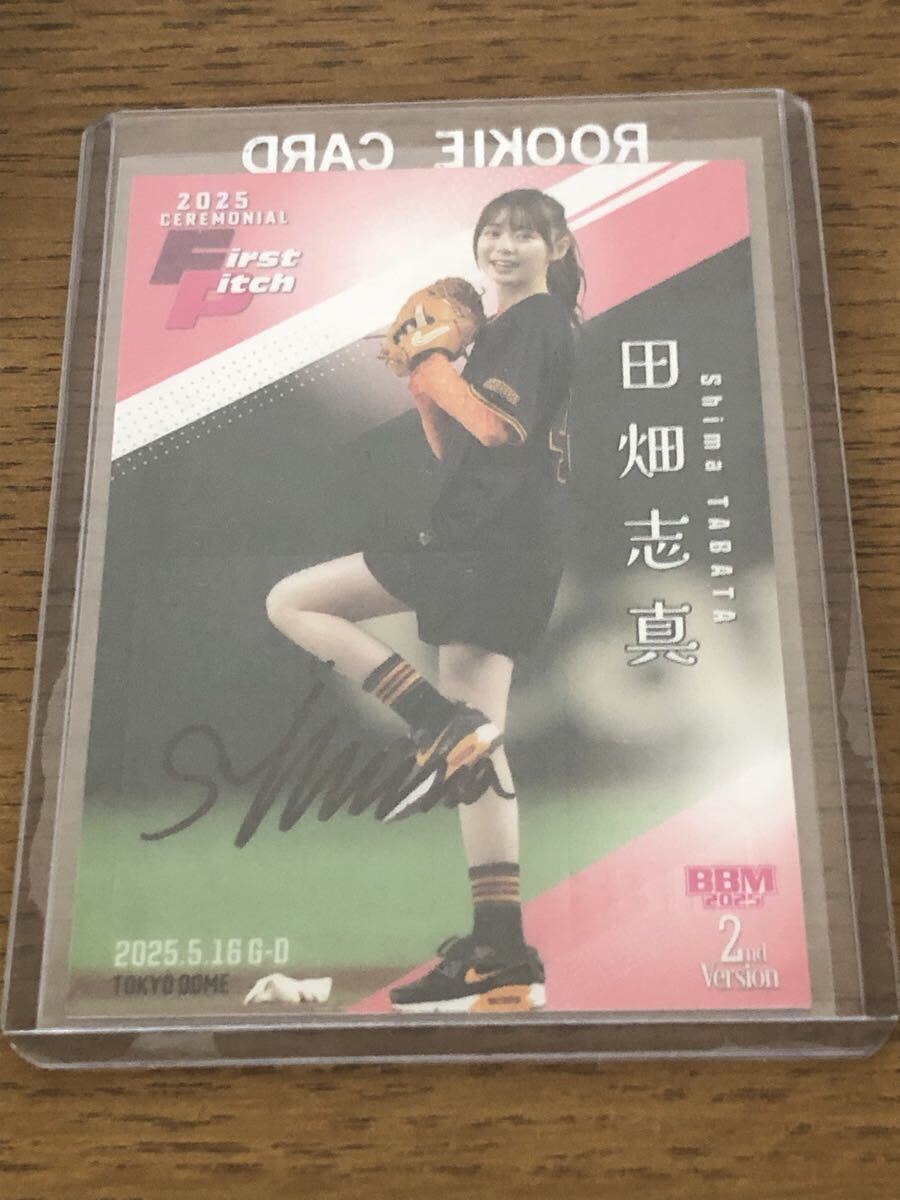 ROOKIE CARD
2025
CEREMONIAL
First
Pitch
田畑志真
Shima TABATA
Shima
BBM
2025
2nd
Version
2025.5.16 G-D
TOKYO DOME